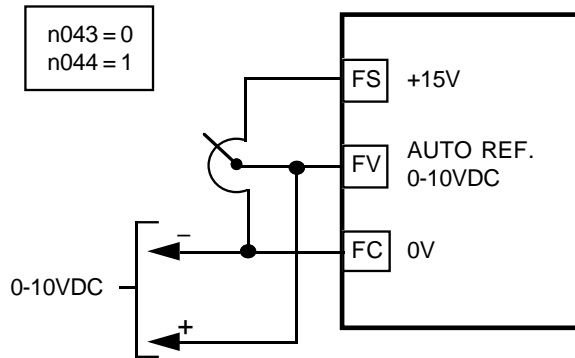 n043 = 0
n044 = 1
FS +15V
FV AUTO REF.
0-10VDC
FC 0V
−
0-10VDC
+